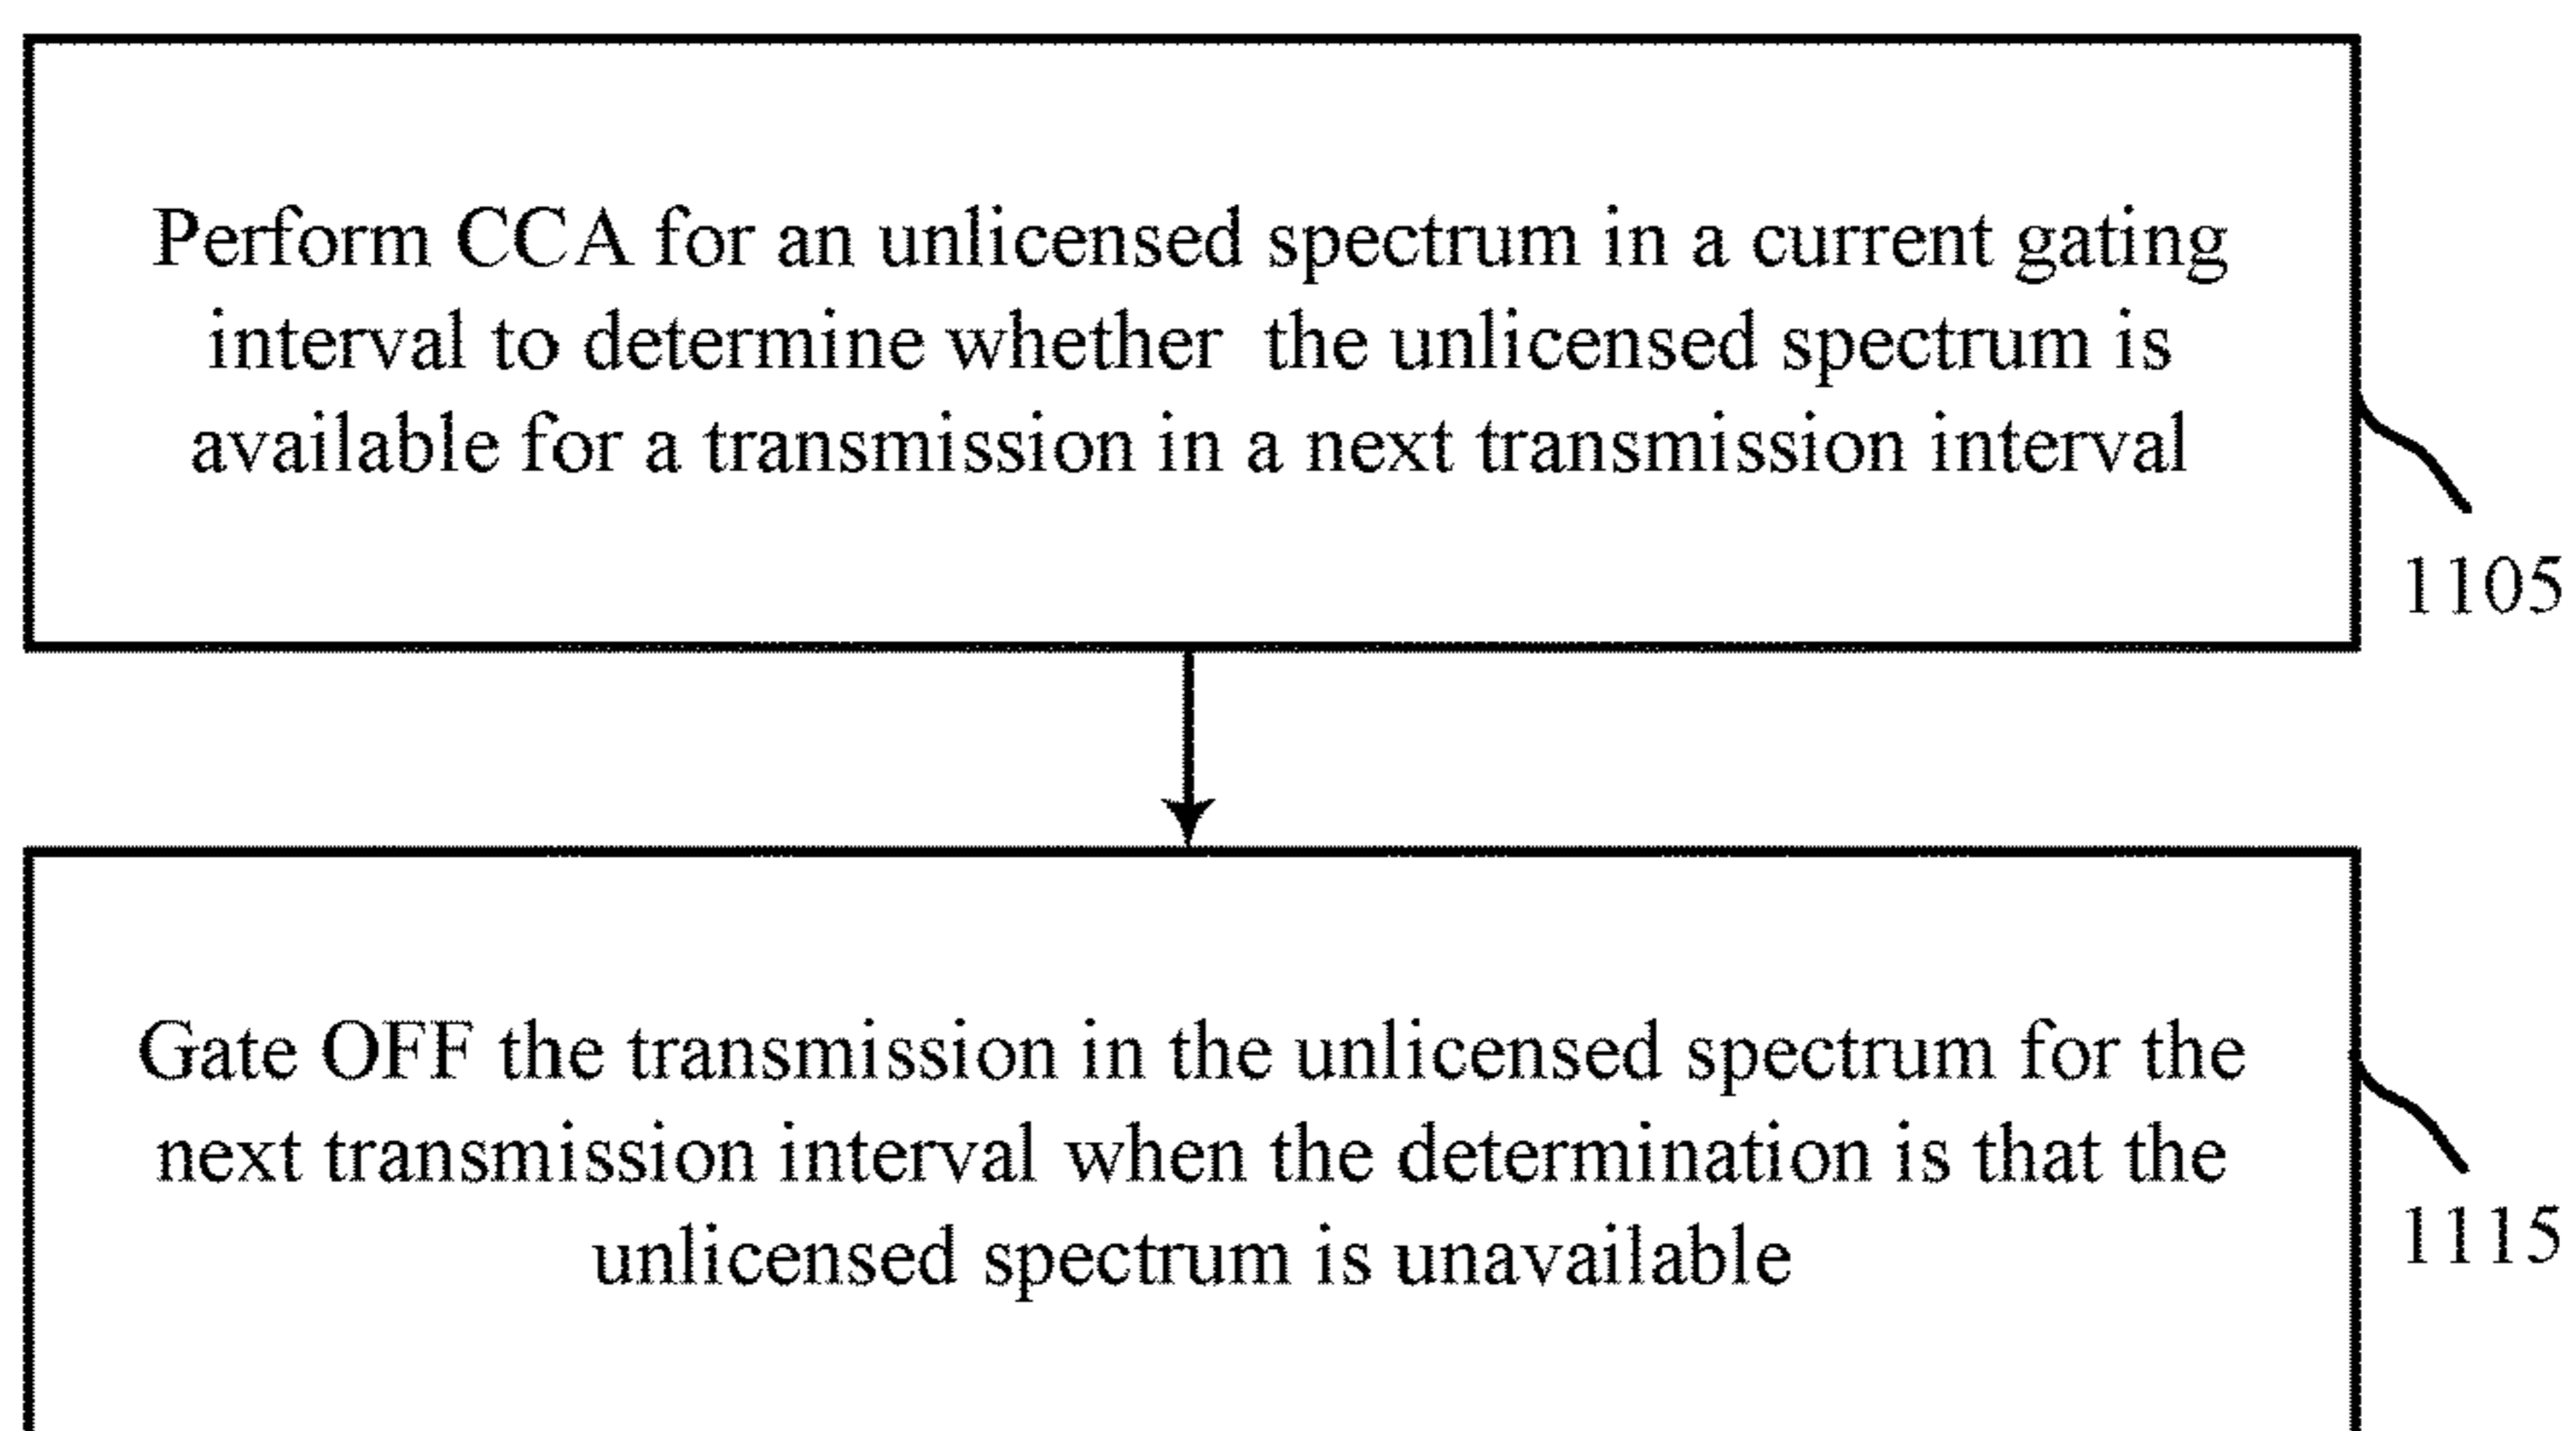 Perform CCA for an unlicensed spectrum in a current gating
interval to determine whether the unlicensed spectrum is
available for a transmission in a next transmission interval
1105
Gate OFF the transmission in the unlicensed spectrum for the
next transmission interval when the determination is that the
unlicensed spectrum is unavailable
1115